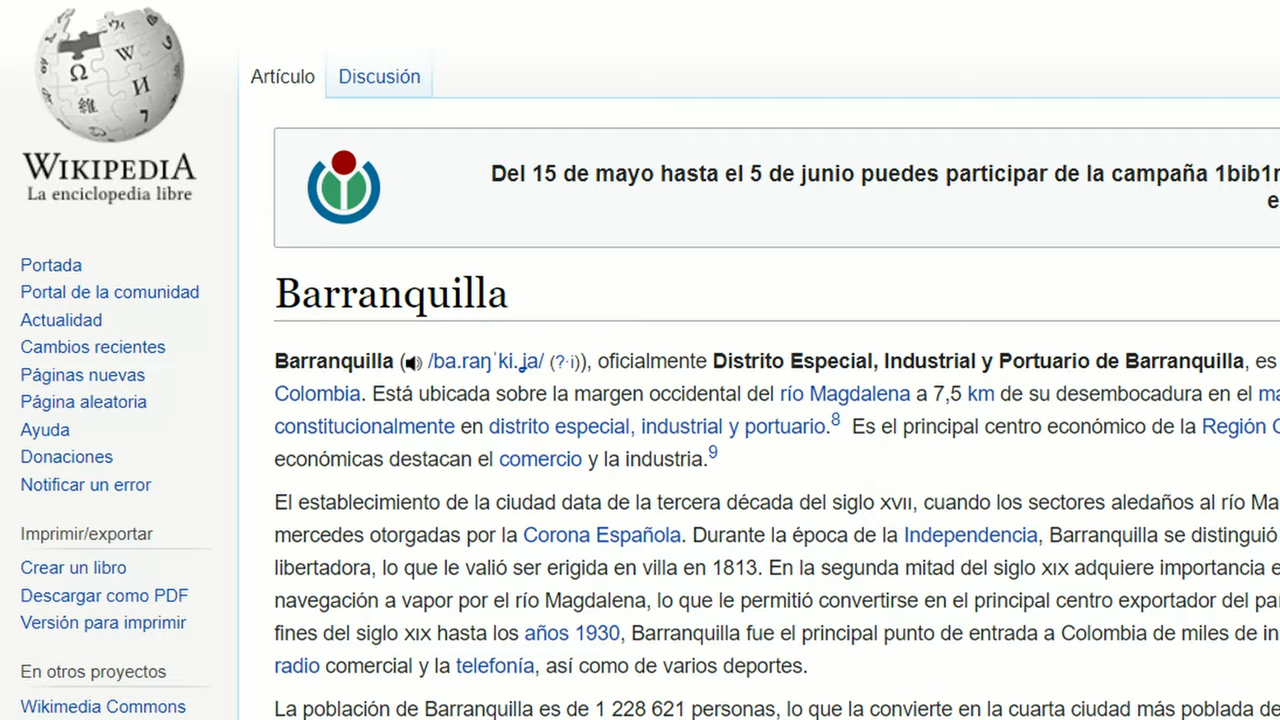 WIKIPEDIA
La enciclopedia libre
Portada
Portal de la comunidad
Actualidad
Cambios recientes
Páginas nuevas
Página aleatoria
Ayuda
Donaciones
Notificar un error
Imprimir/exportar
Crear un libro
Descargar como PDF
Versión para imprimir
En otros proyectos
Wikimedia Commons
Artículo
Discusión
Del 15 de mayo hasta el 5 de junio puedes participar de la campaña 1bib1r
e
Barranquilla
Barranquilla (/ba.raŋˈki.ʝa/ (?·i)), oficialmente Distrito Especial, Industrial y Portuario de Barranquilla, es
Colombia. Está ubicada sobre la margen occidental del río Magdalena a 7,5 km de su desembocadura en el ma
constitucionalmente en distrito especial, industrial y portuario.8 Es el principal centro económico de la Región C
económicas destacan el comercio y la industria.9
El establecimiento de la ciudad data de la tercera década del siglo XVII, cuando los sectores aledaños al río Ma
mercedes otorgadas por la Corona Española. Durante la época de la Independencia, Barranquilla se distinguió
libertadora, lo que le valió ser erigida en villa en 1813. En la segunda mitad del siglo XIX adquiere importancia e
navegación a vapor por el río Magdalena, lo que le permitió convertirse en el principal centro exportador del paí
fines del siglo XIX hasta los años 1930, Barranquilla fue el principal punto de entrada a Colombia de miles de in
radio comercial y la telefonía, así como de varios deportes.
La población de Barranquilla es de 1 228 621 personas, lo que la convierte en la cuarta ciudad más poblada de